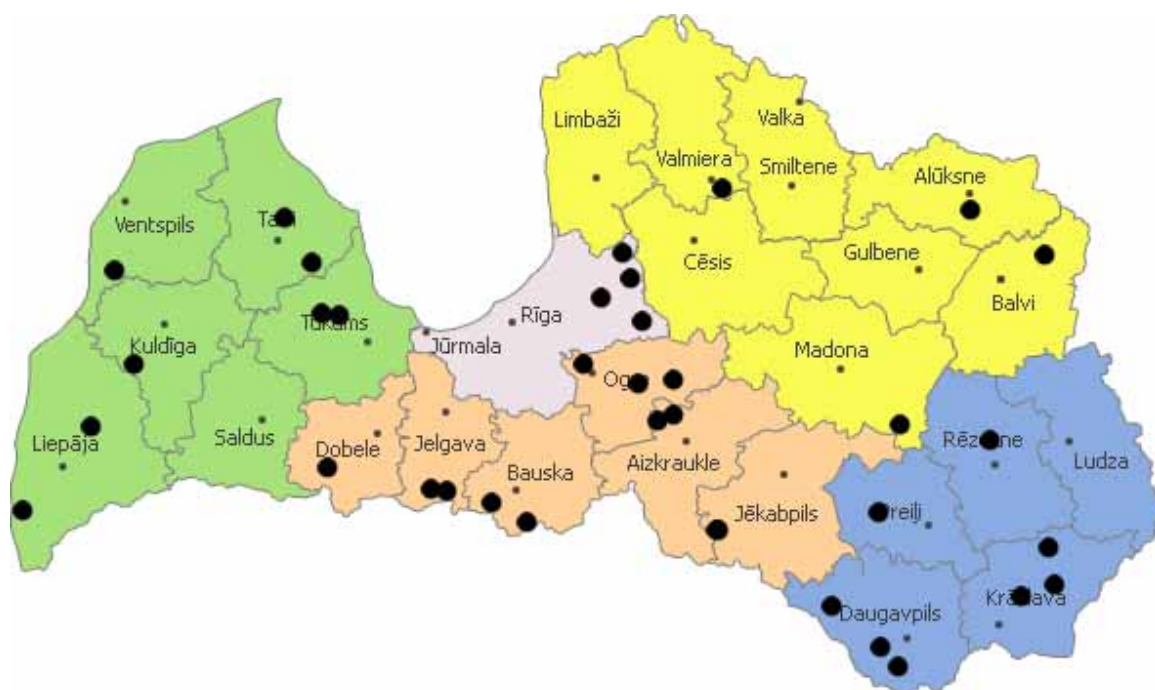 Limbaži
Valka
Valmiera
Smiltene
Alūksne
Ventspils
Talsi
Cēsis
Gulbene
Balvi
Tukums
Rīga
Kuldīga
Jūrmala
Madona
Ogre
Liepāja
Saldus
Dobele
Jelgava
Bauska
Aizkraukle
Rēzekne
Ludza
Jēkabpils
Preiļi
Daugavpils
Krāslava